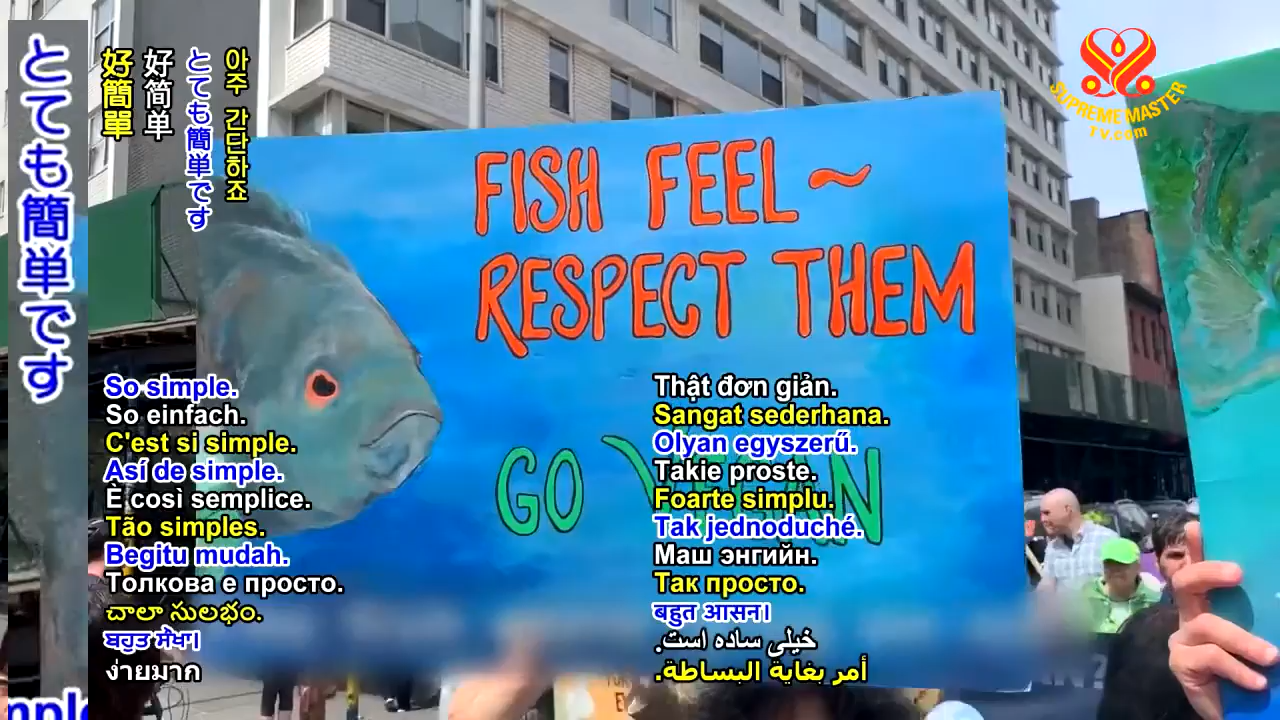 とても簡単です
好簡單
好简单
とても簡単です
아주 간단하죠
SUPREME MASTER
TV.com
FISH FEEL ~
RESPECT THEM
GO VEGAN
So simple.
So einfach.
C'est si simple.
Así de simple.
È così semplice.
Tão simples.
Begitu mudah.
Толкова е просто.
చాలా సులభం.
ਬਹੁਤ ਸੌਖਾ।
ง่ายมาก
Thật đơn giản.
Sangat sederhana.
Olyan egyszerű.
Takie proste.
Foarte simplu.
Tak jednoduché.
Маш энгийн.
Так просто.
बहुत आसन।
خیلی ساده است.
أمر بغاية البساطة.